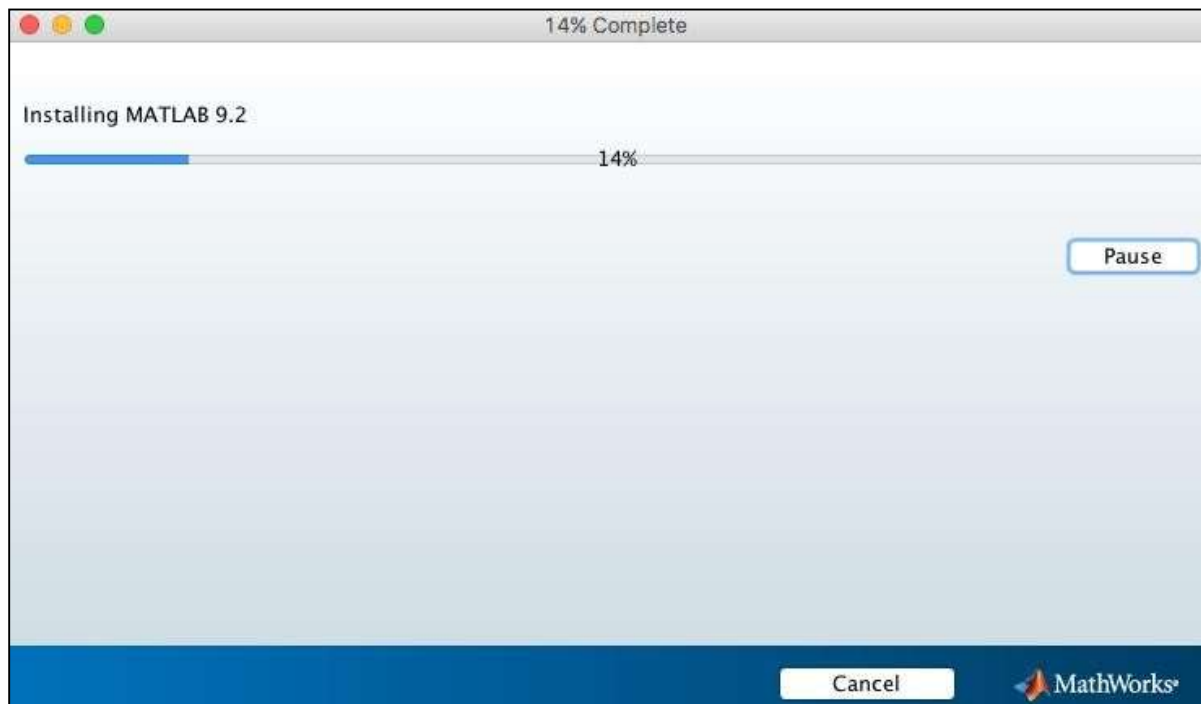 14% Complete
Installing MATLAB 9.2
14%
Pause
Cancel
MathWorks®